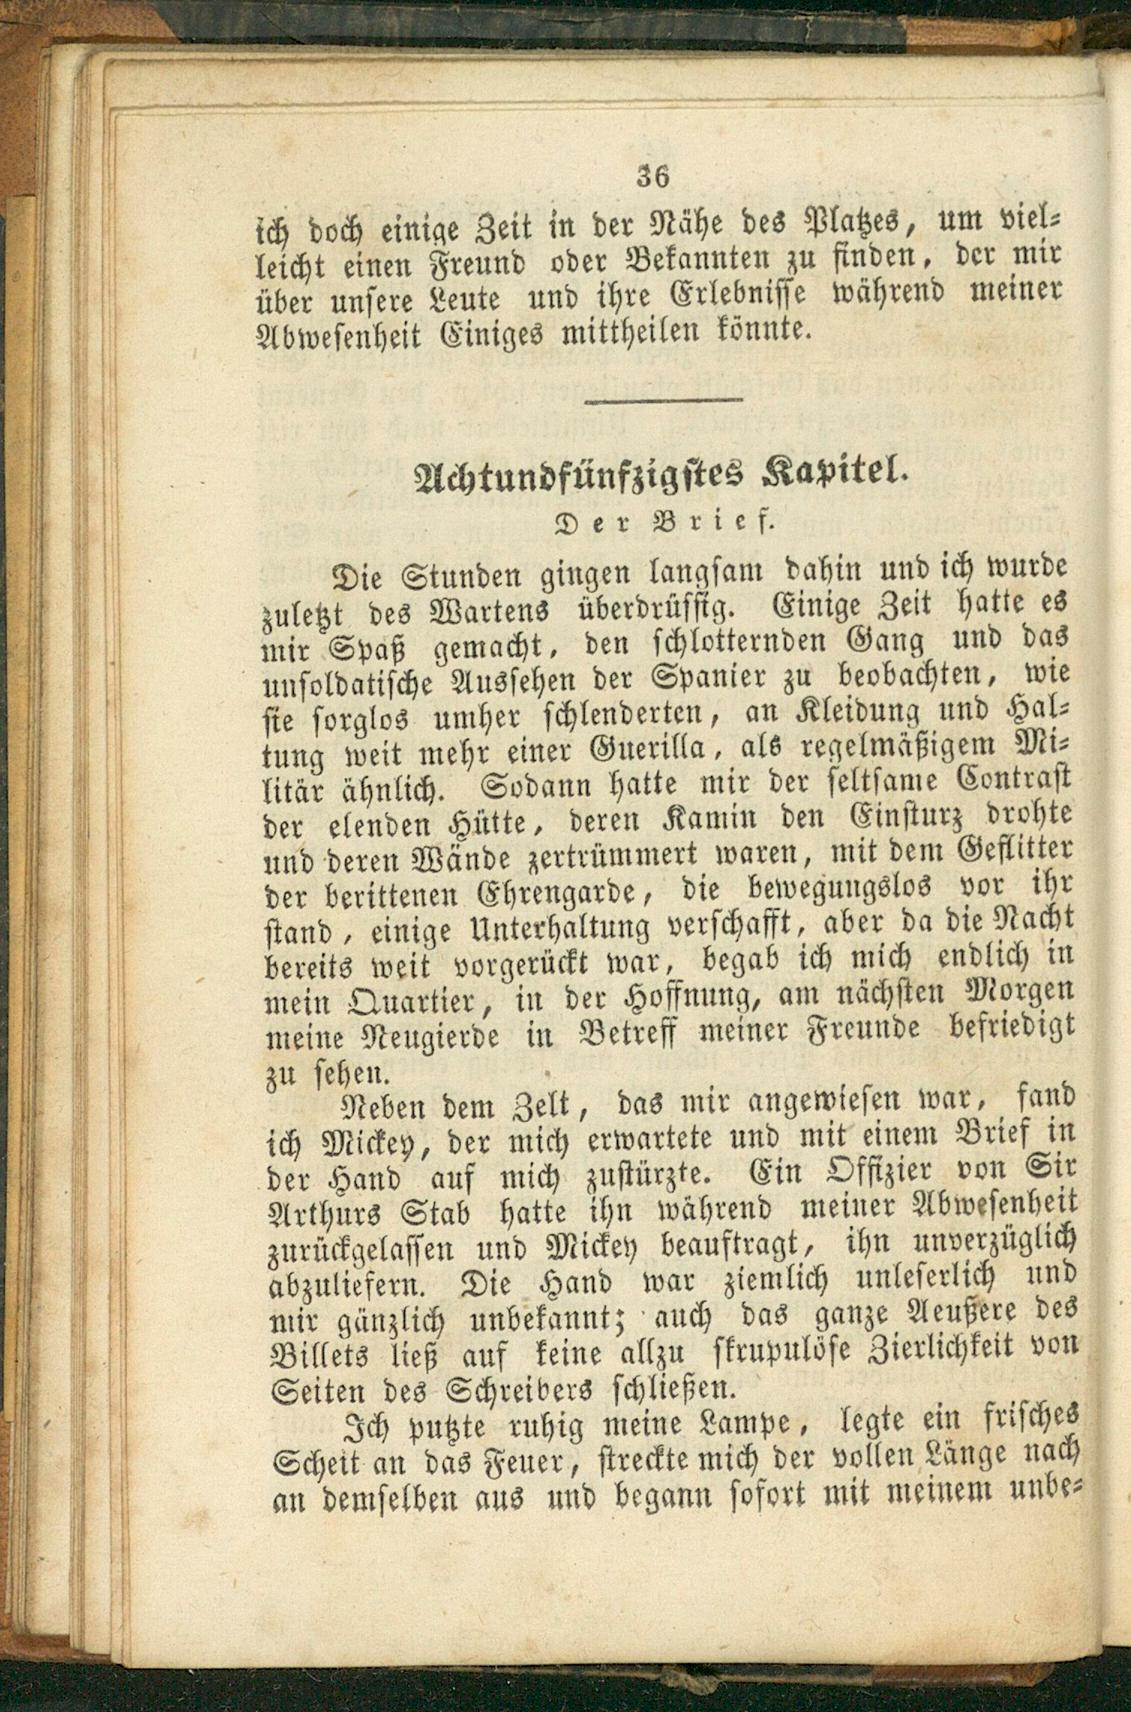 36
ich doch einige Zeit in der Nähe des Platzes, um viel-
leicht einen Freund oder Bekannten zu finden, der mir
über unsere Leute und ihre Erlebnisse während meiner
Abwesenheit Einiges mittheilen könnte.
Achtundfünfzigstes Kapitel.
Der Brief.
Die Stunden gingen langsam dahin und ich wurde
zuletzt des Wartens überdrüssig. Einige Zeit hatte es
mir Spaß gemacht, den schlotternden Gang und das
unsoldatische Aussehen der Spanier zu beobachten, wie
sie sorglos umher schlenderten, an Kleidung und Hal-
tung weit mehr einer Guerilla, als regelmäßigem Mi-
litär ähnlich. Sodann hatte mir der seltsame Contrast
der elenden Hütte, deren Kamin den Einsturz drohte
und deren Wände zertrümmert waren, mit dem Geflitter
der berittenen Ehrengarde, die bewegungslos vor ihr
stand, einige Unterhaltung verschafft, aber da die Nacht
bereits weit vorgerückt war, begab ich mich endlich in
mein Quartier, in der Hoffnung, am nächsten Morgen
meine Neugierde in Betreff meiner Freunde befriedigt
zu sehen.
Neben dem Zelt, das mir angewiesen war, fand
ich Mickey, der mich erwartete und mit einem Brief in
der Hand auf mich zustürzte. Ein Offizier von Sir
Arthurs Stab hatte ihn während meiner Abwesenheit
zurückgelassen und Mickey beauftragt, ihn unverzüglich
abzuliefern. Die Hand war ziemlich unleserlich und
mir gänzlich unbekannt; auch das ganze Aeußere des
Billets ließ auf keine allzu skrupulöse Zierlichkeit von
Seiten des Schreibers schließen.
Ich putzte ruhig meine Lampe, legte ein frisches
Scheit an das Feuer, streckte mich der vollen Länge nach
an demselben aus und begann sofort mit meinem unbe-